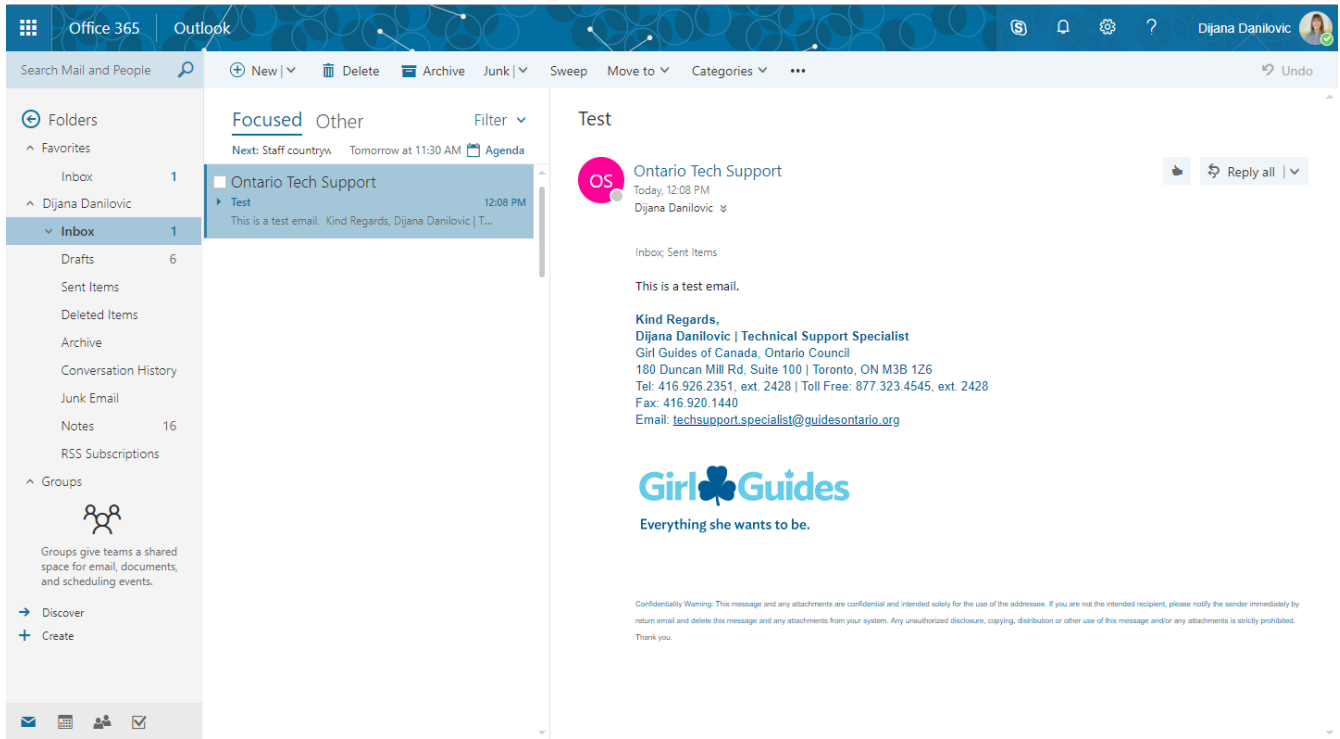 Office 365 Outlook Dijana Danilovic
Search Mail and People New Delete Archive Junk Sweep Move to Categories ••• Undo
Folders
Favorites
Inbox 1
Dijana Danilovic
Inbox 1
Drafts 6
Sent Items
Deleted Items
Archive
Conversation History
Junk Email
Notes 16
RSS Subscriptions
Groups
Groups give teams a shared
space for email, documents,
and scheduling events.
Discover
Create
Focused Other Filter
Next: Staff countryw Tomorrow at 11:30 AM Agenda
Ontario Tech Support
Test 12:08 PM
This is a test email. Kind Regards, Dijana Danilovic | T...
Test
OS
Ontario Tech Support
Today, 12:08 PM
Dijana Danilovic
Reply all
Inbox; Sent Items
This is a test email.
Kind Regards,
Dijana Danilovic | Technical Support Specialist
Girl Guides of Canada, Ontario Council
180 Duncan Mill Rd, Suite 100 | Toronto, ON M3B 1Z6
Tel: 416.926.2351, ext. 2428 | Toll Free: 877.323.4545, ext. 2428
Fax: 416.920.1440
Email: techsupport.specialist@guidesontario.org
Girl Guides
Everything she wants to be.
Confidentiality Warning: This message and any attachments are confidential and intended solely for the use of the addressee. If you are not the intended recipient, please notify the sender immediately by
return email and delete this message and any attachments from your system. Any unauthorized disclosure, copying, distribution or other use of this message and/or any attachments is strictly prohibited.
Thank you.